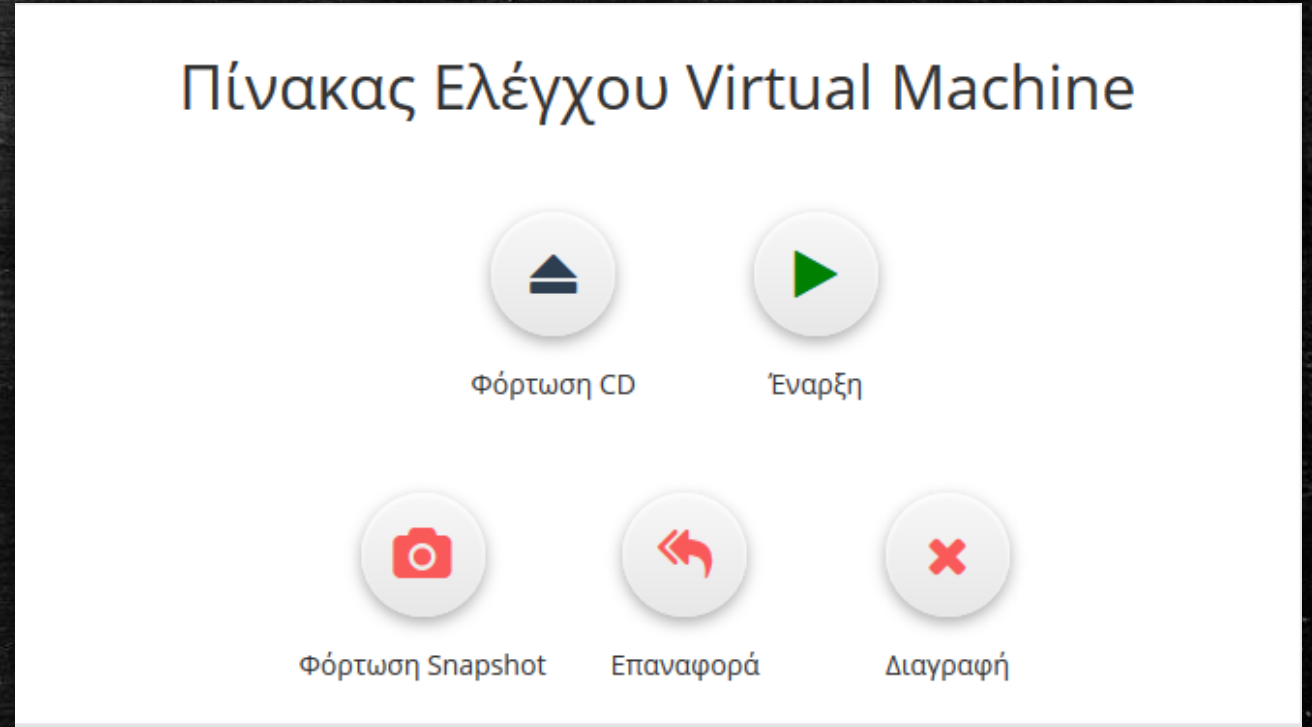 Πίνακας Ελέγχου Virtual Machine
Φόρτωση CD
Έναρξη
Φόρτωση Snapshot
Επαναφορά
Διαγραφή